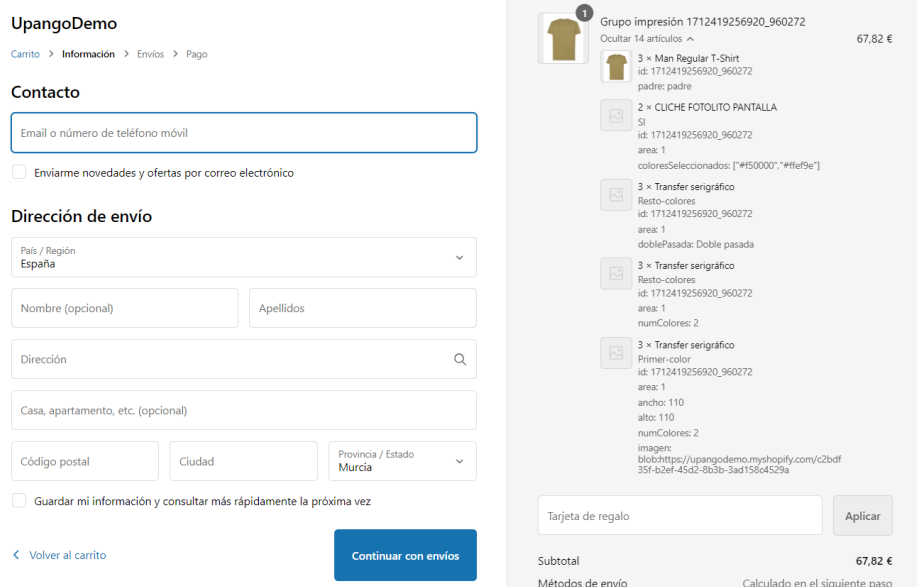 UpangoDemo
Carrito > Información > Envíos > Pago
Contacto
Email o número de teléfono móvil
Enviarme novedades y ofertas por correo electrónico
Dirección de envío
País / Región
España
Nombre (opcional)
Apellidos
Dirección
Casa, apartamento, etc. (opcional)
Código postal
Ciudad
Provincia / Estado
Murcia
Guardar mi información y consultar más rápidamente la próxima vez
Volver al carrito
Continuar con envíos
1
Grupo impresión 1712419256920_960272
Ocultar 14 artículos
67,82 €
3 × Man Regular T-Shirt
id: 1712419256920_960272
padre: padre
2 × CLICHE FOTOLITO PANTALLA
SI
id: 1712419256920_960272
area: 1
coloresSeleccionados: ["#f50000","#ffef9e"]
3 × Transfer serigráfico
Resto-colores
id: 1712419256920_960272
area: 1
doblePasada: Doble pasada
3 × Transfer serigráfico
Resto-colores
id: 1712419256920_960272
area: 1
numColores: 2
3 × Transfer serigráfico
Primer-color
id: 1712419256920_960272
area: 1
ancho: 110
alto: 110
numColores: 2
imagen:
blob:https://upangodemo.myshopify.com/c2bdf
35f-b2ef-45d2-8b3b-3ad158c4529a
Tarjeta de regalo
Aplicar
Subtotal
67,82 €
Métodos de envío
Calculado en el siguiente paso